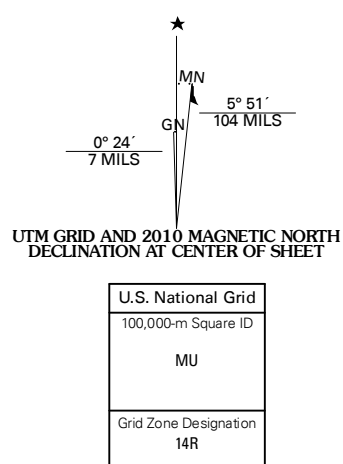 MN
GN
5° 51´
104 MILS
0° 24´
7 MILS
UTM GRID AND 2010 MAGNETIC NORTH
DECLINATION AT CENTER OF SHEET
U.S. National Grid
100,000-m Square ID
MU
Grid Zone Designation
14R